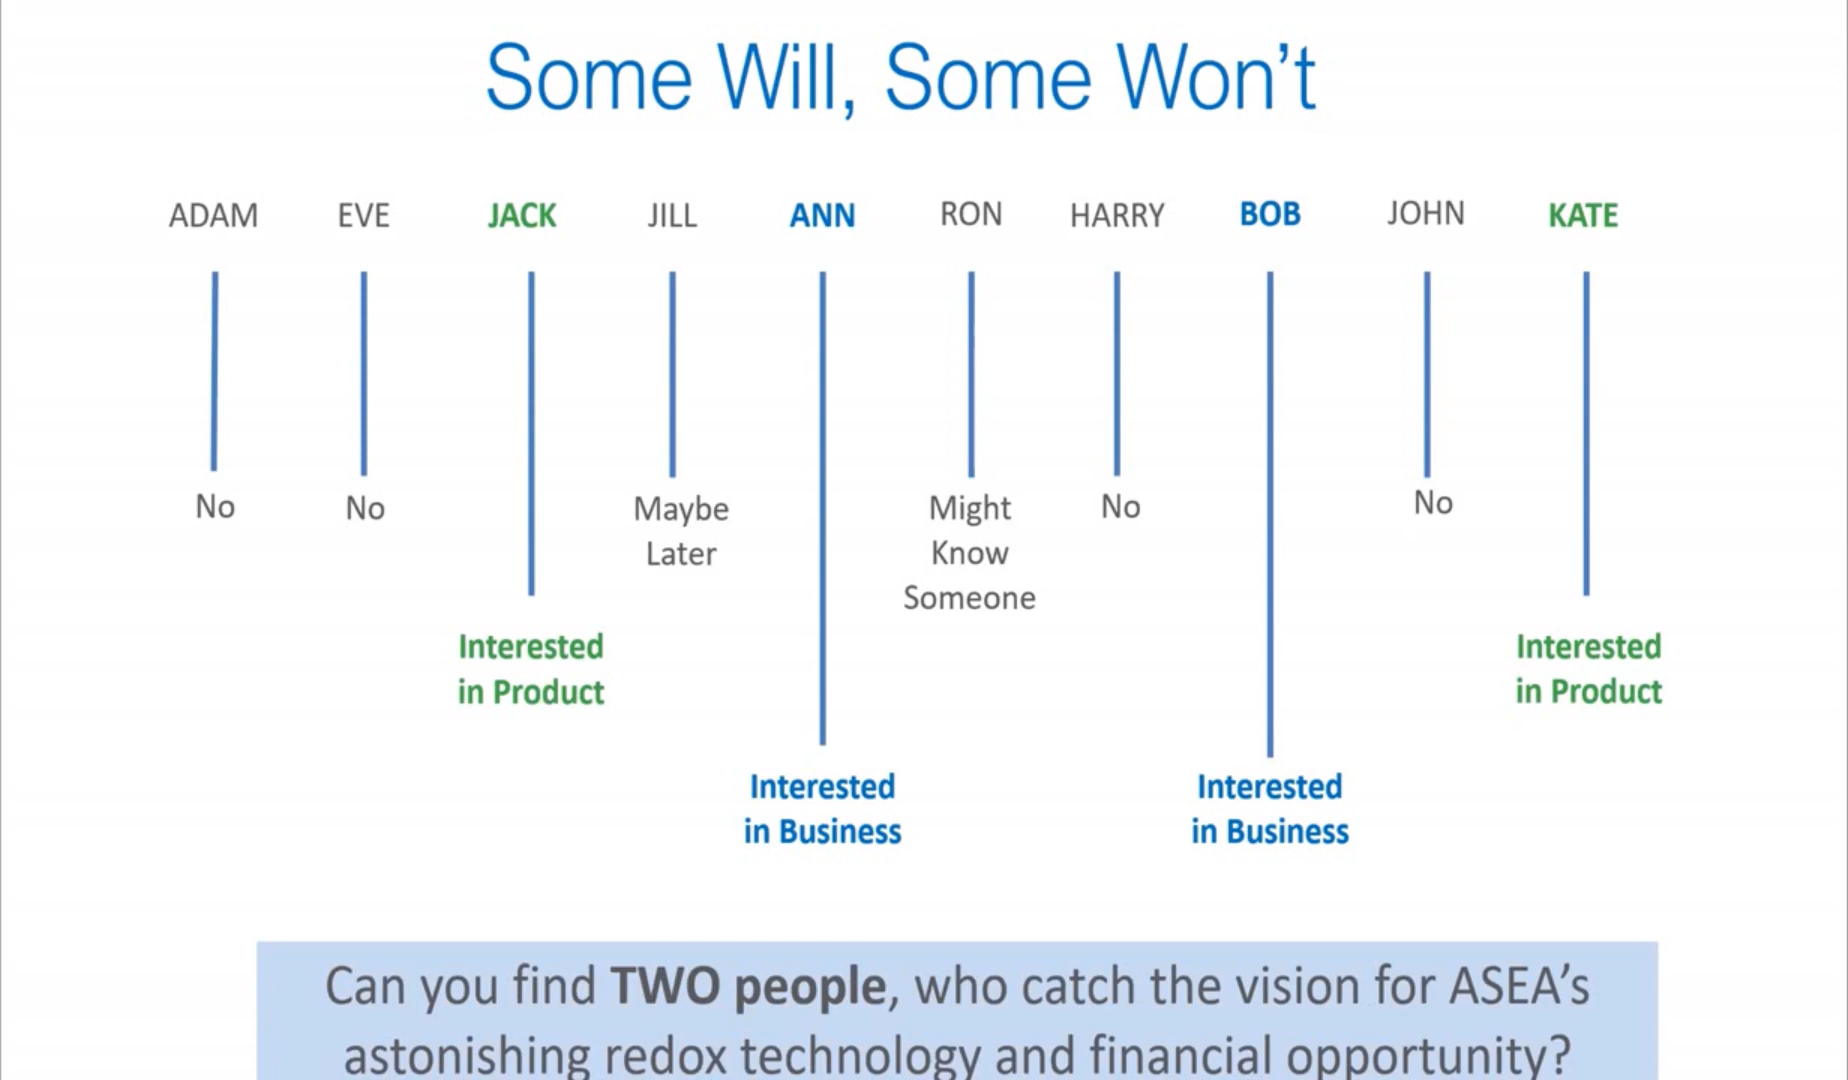 Some Will, Some Won't
ADAM EVE JACK JILL ANN RON HARRY BOB JOHN KATE
No No Maybe Might No No
Later Know
Someone
Interested Interested
in Product in Product
Interested Interested
in Business in Business
Can you find TWO people, who catch the vision for ASEA's
astonishing redox technology and financial opportunity?